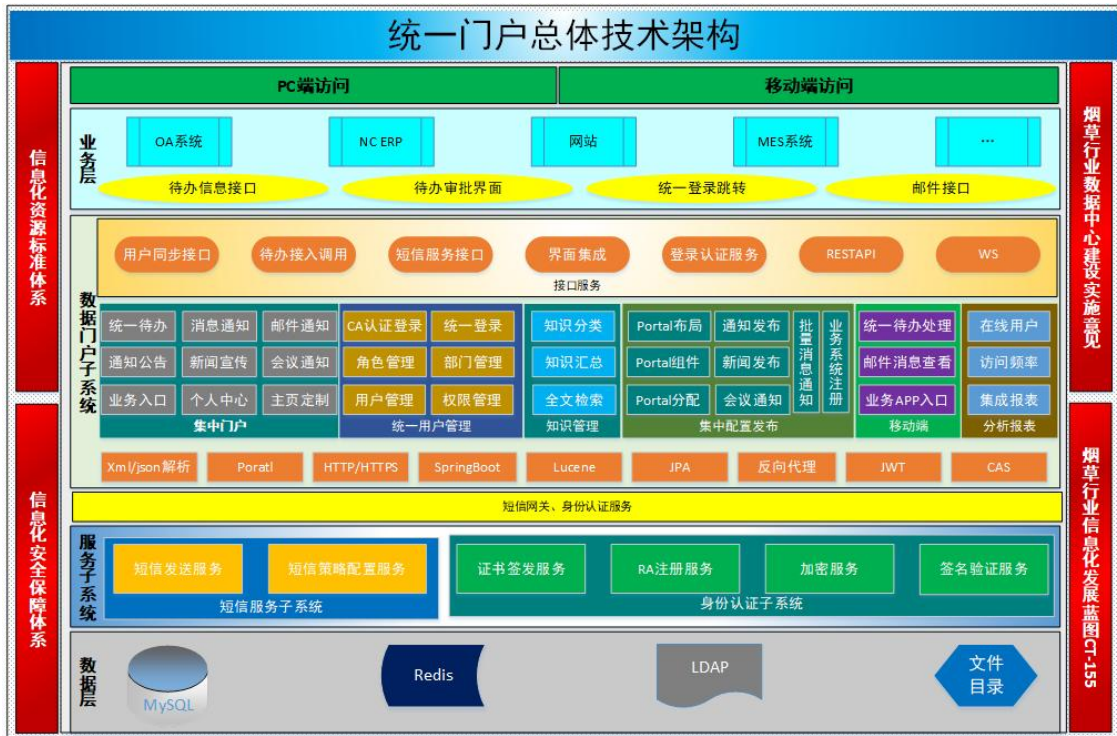 统一门户总体技术架构
信息化资源标准体系
信息化安全保障体系
PC端访问
移动端访问
业务层
OA系统
NC ERP
网站
MES系统
...
待办信息接口
待办审批界面
统一登录跳转
邮件接口
数据门户子系统
用户同步接口
待办接入调用
短信服务接口
界面集成
登录认证服务
RESTAPI
WS
接口服务
统一待办
消息通知
邮件通知
通知公告
新闻宣传
会议通知
业务入口
个人中心
主页定制
集中门户
CA认证登录
统一登录
角色管理
部门管理
用户管理
权限管理
统一用户管理
知识分类
知识汇总
全文检索
知识管理
Portal布局
通知发布
Portal组件
新闻发布
Portal分配
会议通知
批量消息通知
业务系统注册
集中配置发布
统一待办处理
邮件消息查看
业务APP入口
移动端
在线用户
访问频率
集成报表
分析报表
Xml/json解析
Poratl
HTTP/HTTPS
SpringBoot
Lucene
JPA
反向代理
JWT
CAS
短信网关、身份认证服务
服务子系统
短信发送服务
短信策略配置服务
短信服务子系统
证书签发服务
RA注册服务
加密服务
签名验证服务
身份认证子系统
数据层
MySQL
Redis
LDAP
文件
目录
烟草行业数据中心建设实施意见
烟草行业信息化发展蓝图CT-155